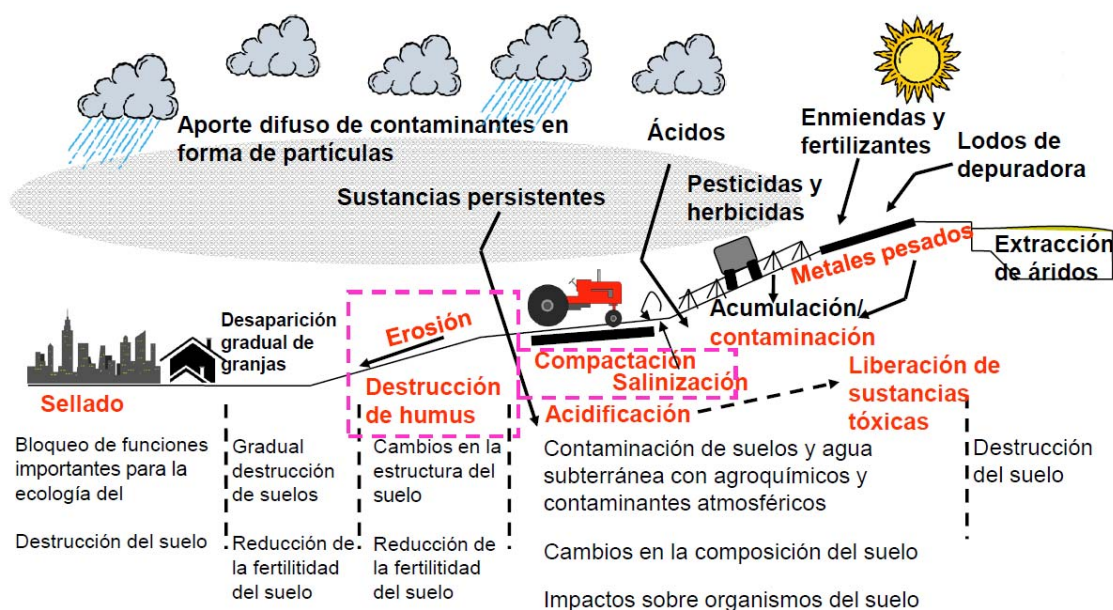 Aporte difuso de contaminantes en
forma de partículas
Ácidos
Enmiendas y
fertilizantes
Lodos de
depuradora
Sustancias persistentes
Pesticidas y
herbicidas
Metales pesados
Extracción
de áridos
Desaparición
gradual de
granjas
Erosión
Acumulación/
contaminación
Compactación
Salinización
Sellado
Destrucción
de humus
Acidificación
Liberación de
sustancias
tóxicas
Bloqueo de funciones
importantes para la
ecología del
Destrucción del suelo
Gradual
destrucción
de suelos
Reducción de
la fertilitidad
del suelo
Cambios en la
estructura del
suelo
Reducción de
la fertilitidad
del suelo
Contaminación de suelos y agua
subterránea con agroquímicos y
contaminantes atmosféricos
Cambios en la composición del suelo
Impactos sobre organismos del suelo
Destrucción
del suelo